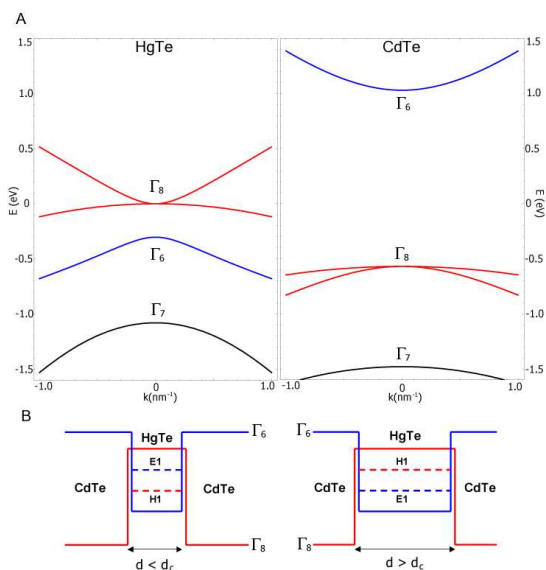 A
HgTe
CdTe
1.5
1.0
0.5
0
-0.5
-1.0
-1.5
E (eV)
Γ8
Γ6
Γ7
-1.0 0 1.0
k(nm⁻¹)
Γ6
Γ8
Γ7
-1.0 0 1.0
k(nm⁻¹)
1.5
1.0
0.5
0
-0.5
-1.0
-1.5
E (eV)
B
HgTe
Γ6
E1
CdTe
H1
CdTe
Γ8
d < dc
Γ6
HgTe
H1
CdTe
CdTe
E1
Γ8
d > dc